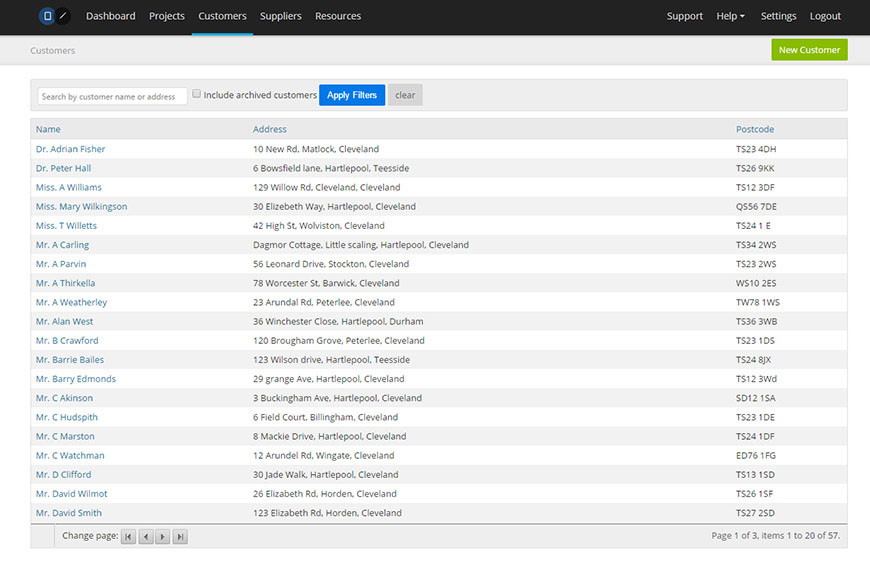 Dashboard Projects Customers Suppliers Resources Support Help Settings Logout
Customers New Customer
Search by customer name or address Include archived customers Apply Filters clear
Name Address Postcode
Dr. Adrian Fisher 10 New Rd, Matlock, Cleveland TS23 4DH
Dr. Peter Hall 6 Bowsfield lane, Hartlepool, Teesside TS26 9KK
Miss. A Williams 129 Willow Rd, Cleveland, Cleveland TS12 3DF
Miss. Mary Wilkingson 30 Elizebeth Way, Hartlepool, Cleveland QS56 7DE
Miss. T Willetts 42 High St, Wolviston, Cleveland TS24 1 E
Mr. A Carling Dagmor Cottage, Little scaling, Hartlepool, Cleveland TS34 2WS
Mr. A Parvin 56 Leonard Drive, Stockton, Cleveland TS23 2WS
Mr. A Thirkella 78 Worcester St, Barwick, Cleveland WS10 2ES
Mr. A Weatherley 23 Arundal Rd, Peterlee, Cleveland TW78 1WS
Mr. Alan West 36 Winchester Close, Hartlepool, Durham TS36 3WB
Mr. B Crawford 120 Brougham Grove, Peterlee, Cleveland TS23 1DS
Mr. Barrie Bailes 123 Wilson drive, Hartlepool, Teesside TS24 8JX
Mr. Barry Edmonds 29 grange Ave, Hartlepool, Cleveland TS12 3Wd
Mr. C Akinson 3 Buckingham Ave, Hartlepool, Cleveland SD12 1SA
Mr. C Hudspith 6 Field Court, Billingham, Cleveland TS23 1DE
Mr. C Marston 8 Mackie Drive, Hartlepool, Cleveland TS24 1DF
Mr. C Watchman 12 Arundel Rd, Wingate, Cleveland ED76 1FG
Mr. D Clifford 30 Jade Walk, Hartlepool, Cleveland TS13 1SD
Mr. David Wilmot 26 Elizabeth Rd, Horden, Cleveland TS26 1SF
Mr. David Smith 123 Elizabeth Rd, Horden, Cleveland TS27 2SD
Change page: Page 1 of 3, items 1 to 20 of 57.